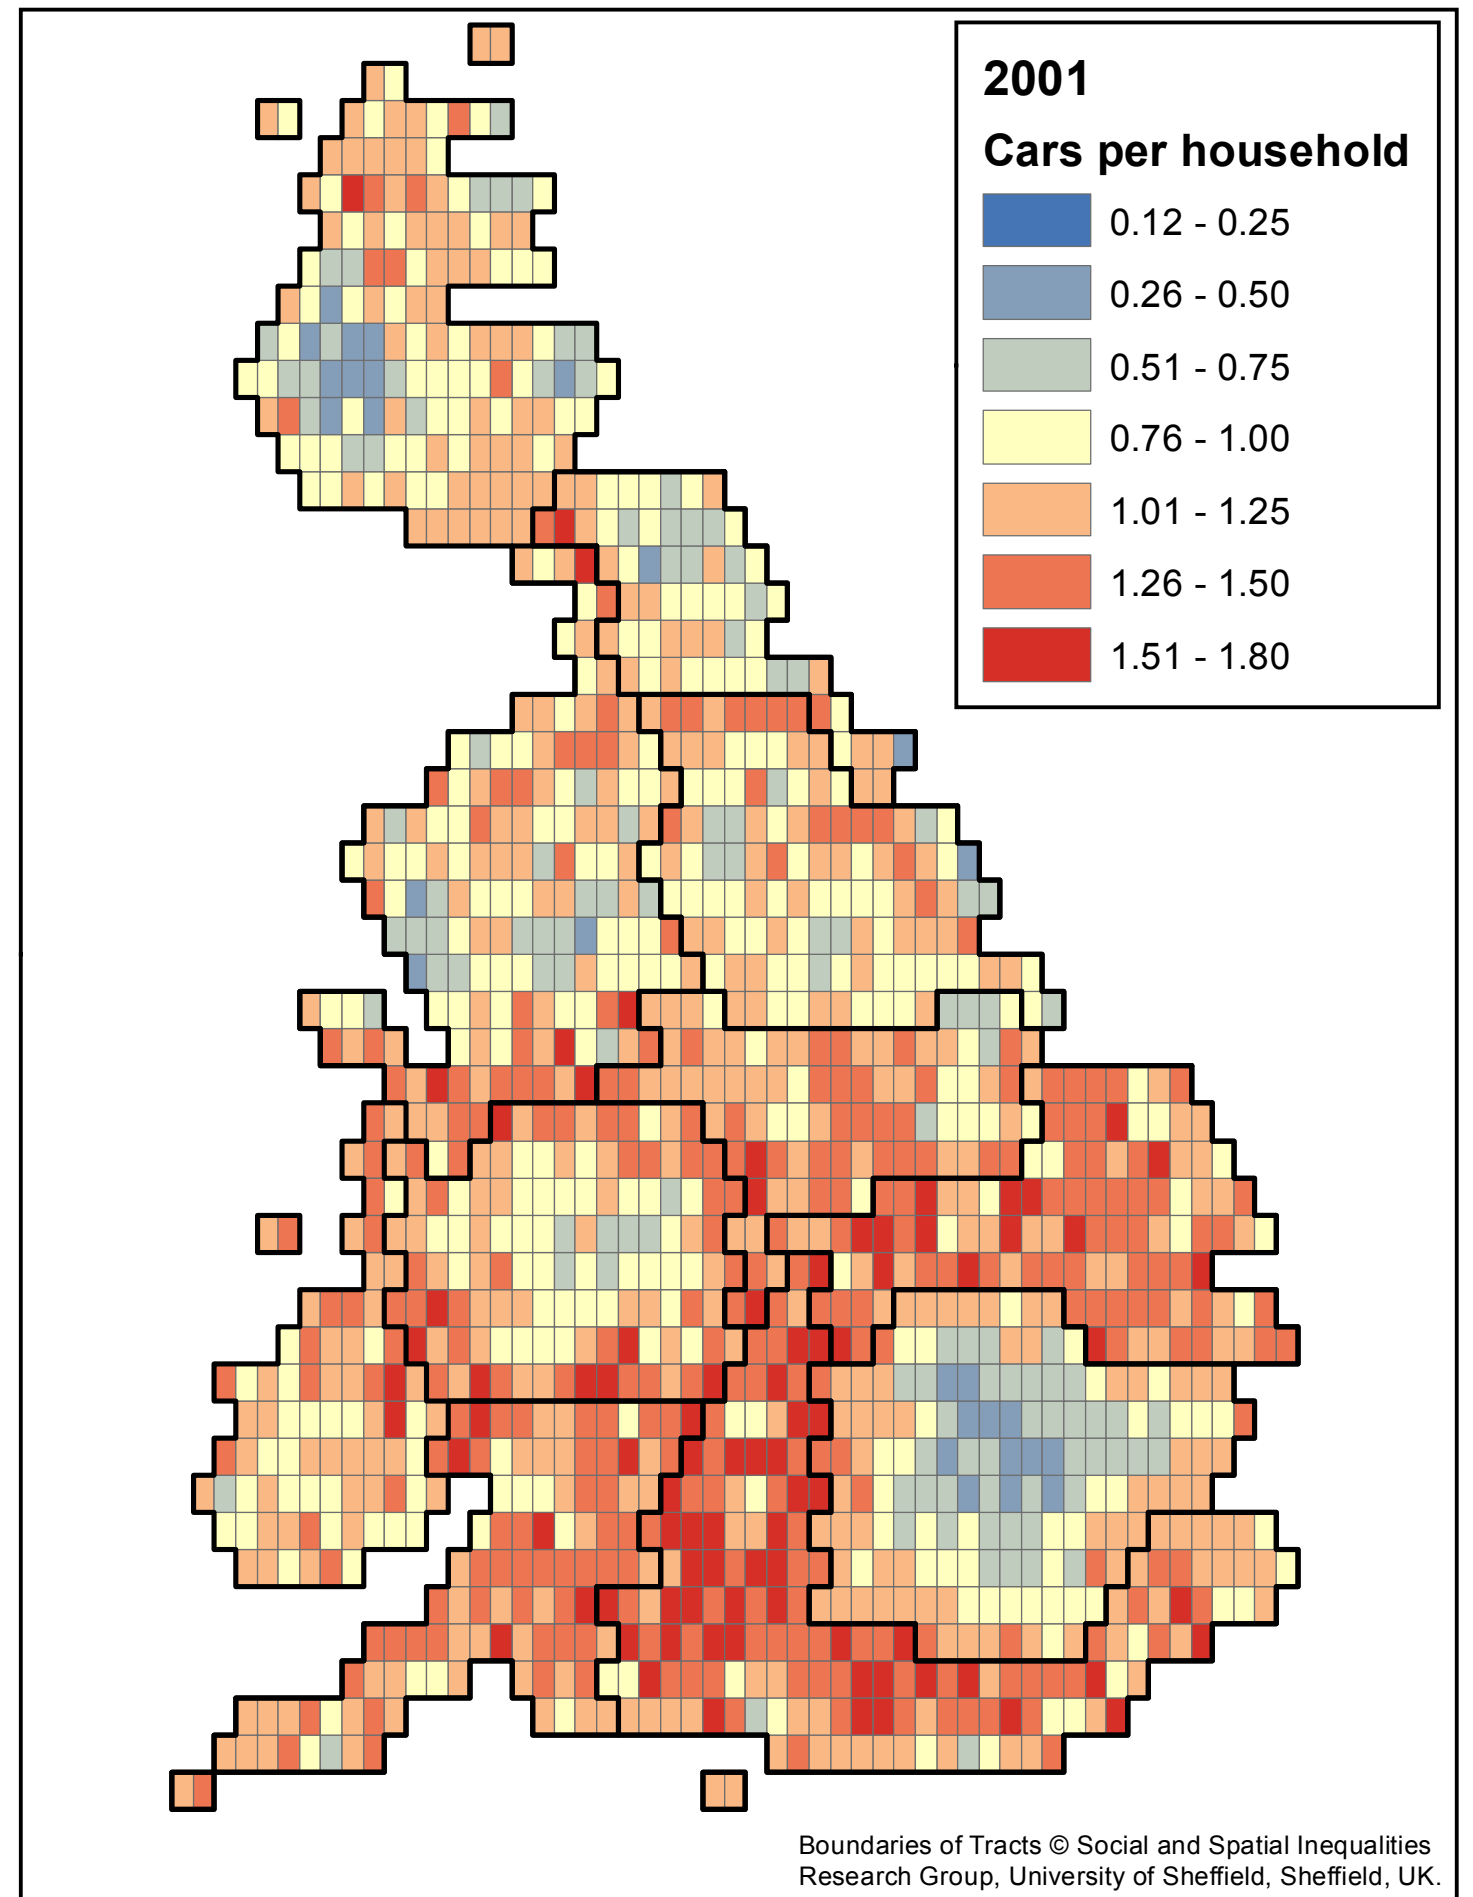 2001
Cars per household
0.12 - 0.25
0.26 - 0.50
0.51 - 0.75
0.76 - 1.00
1.01 - 1.25
1.26 - 1.50
1.51 - 1.80
Boundaries of Tracts © Social and Spatial Inequalities
Research Group, University of Sheffield, Sheffield, UK.